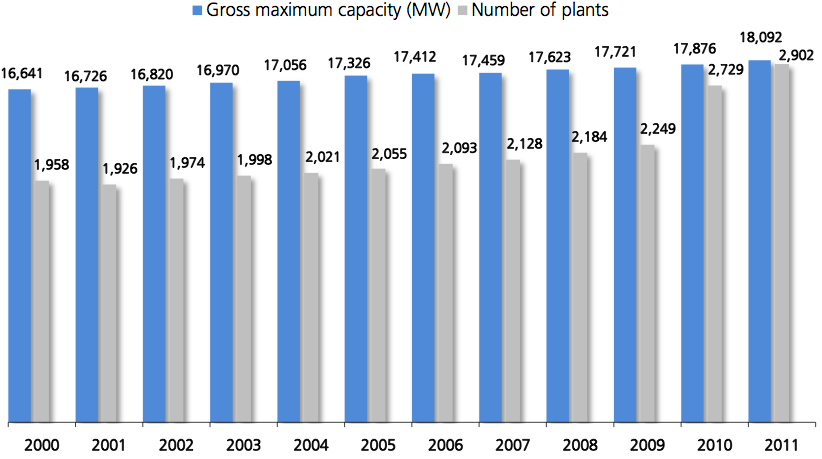 Gross maximum capacity (MW) Number of plants
16,641 16,726 16,820 16,970 17,056 17,326 17,412 17,459 17,623 17,721 17,876 18,092
1,958 1,926 1,974 1,998 2,021 2,055 2,093 2,128 2,184 2,249 2,729 2,902
2000 2001 2002 2003 2004 2005 2006 2007 2008 2009 2010 2011